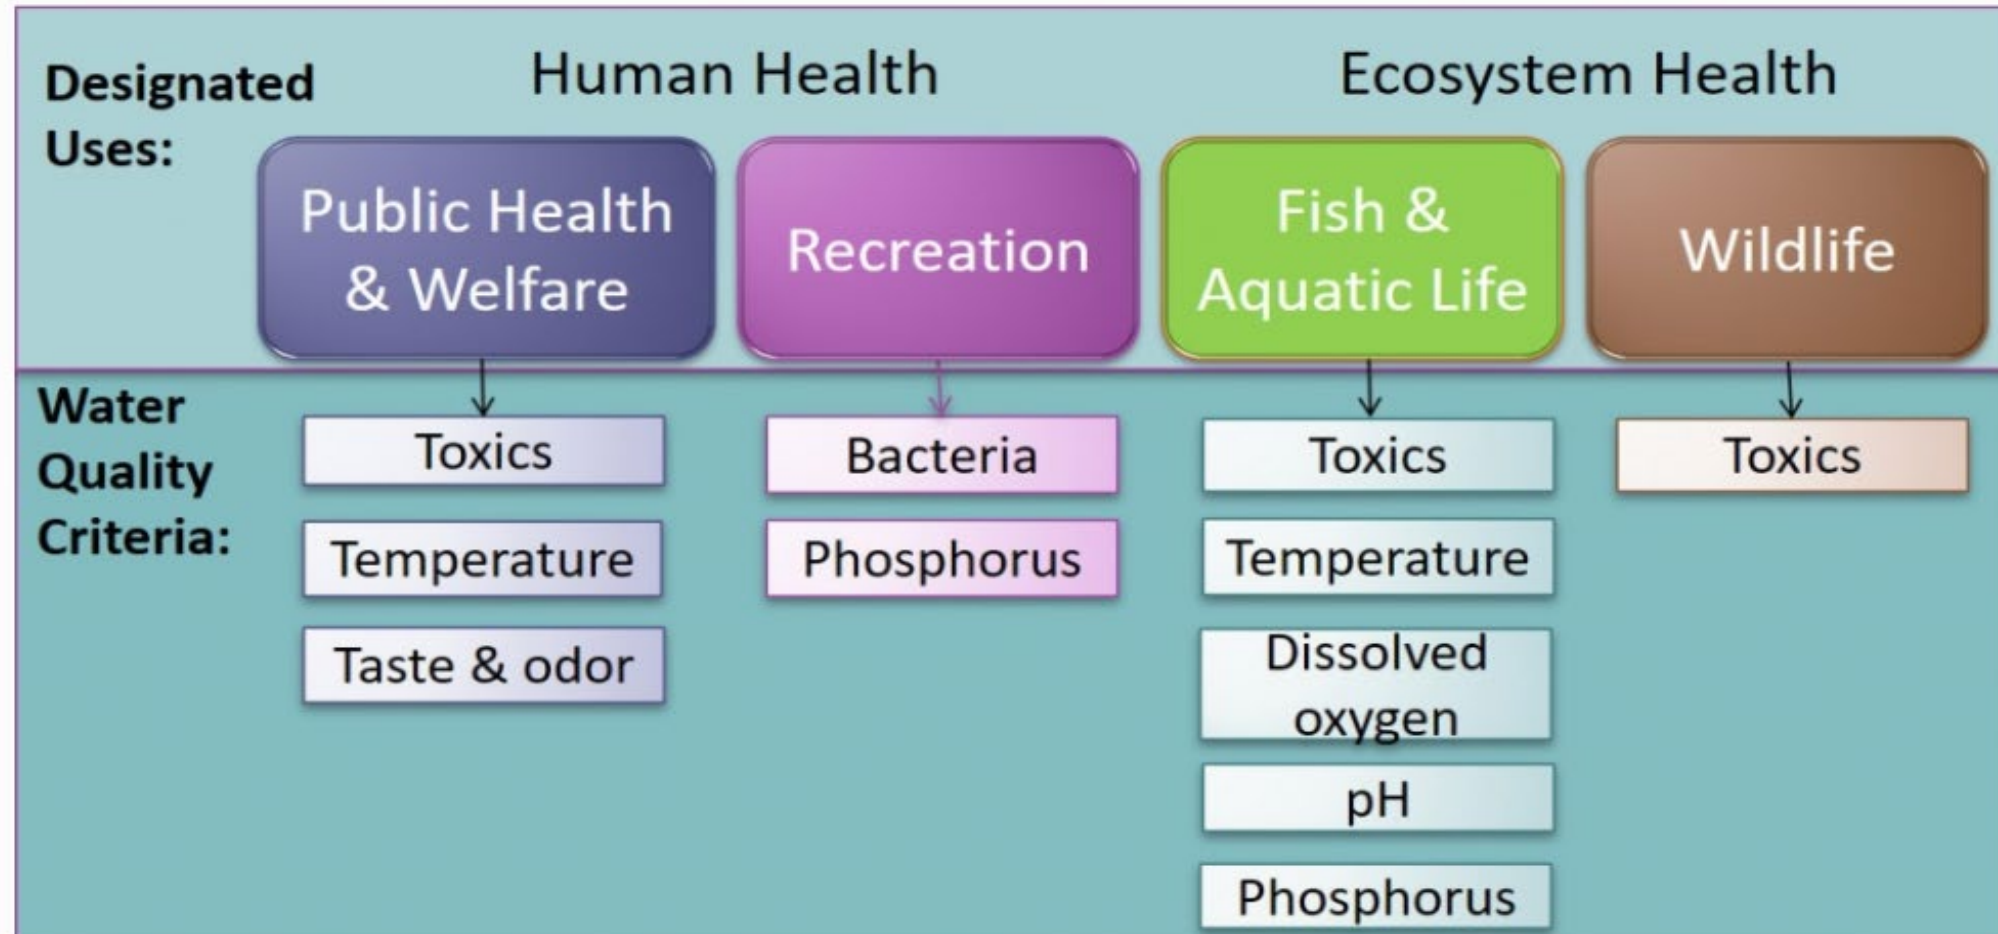 Designated
Uses:
Human Health
Ecosystem Health
Public Health
& Welfare
Recreation
Fish &
Aquatic Life
Wildlife
Water
Quality
Criteria:
Toxics
Temperature
Taste & odor
Bacteria
Phosphorus
Toxics
Temperature
Dissolved
oxygen
pH
Phosphorus
Toxics